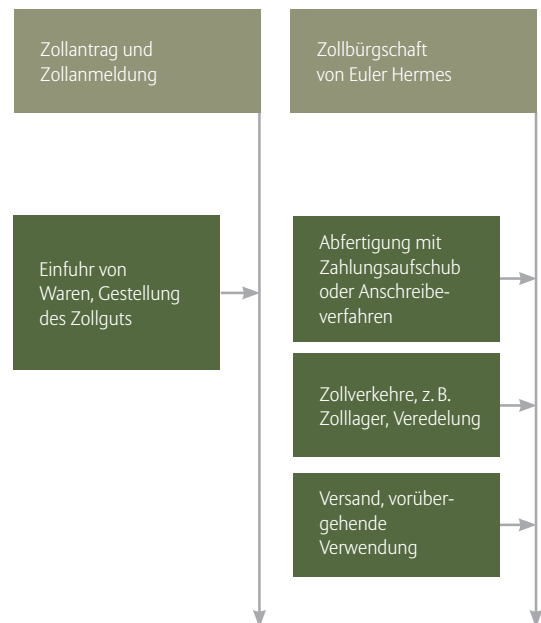 Zollantrag und
Zollanmeldung
Zollbürgschaft
von Euler Hermes
Einfuhr von
Waren, Gestellung
des Zollguts
Abfertigung mit
Zahlungsaufschub
oder Anschreibe-
verfahren
Zollverkehre, z. B.
Zolllager, Veredelung
Versand, vorüber-
gehende
Verwendung